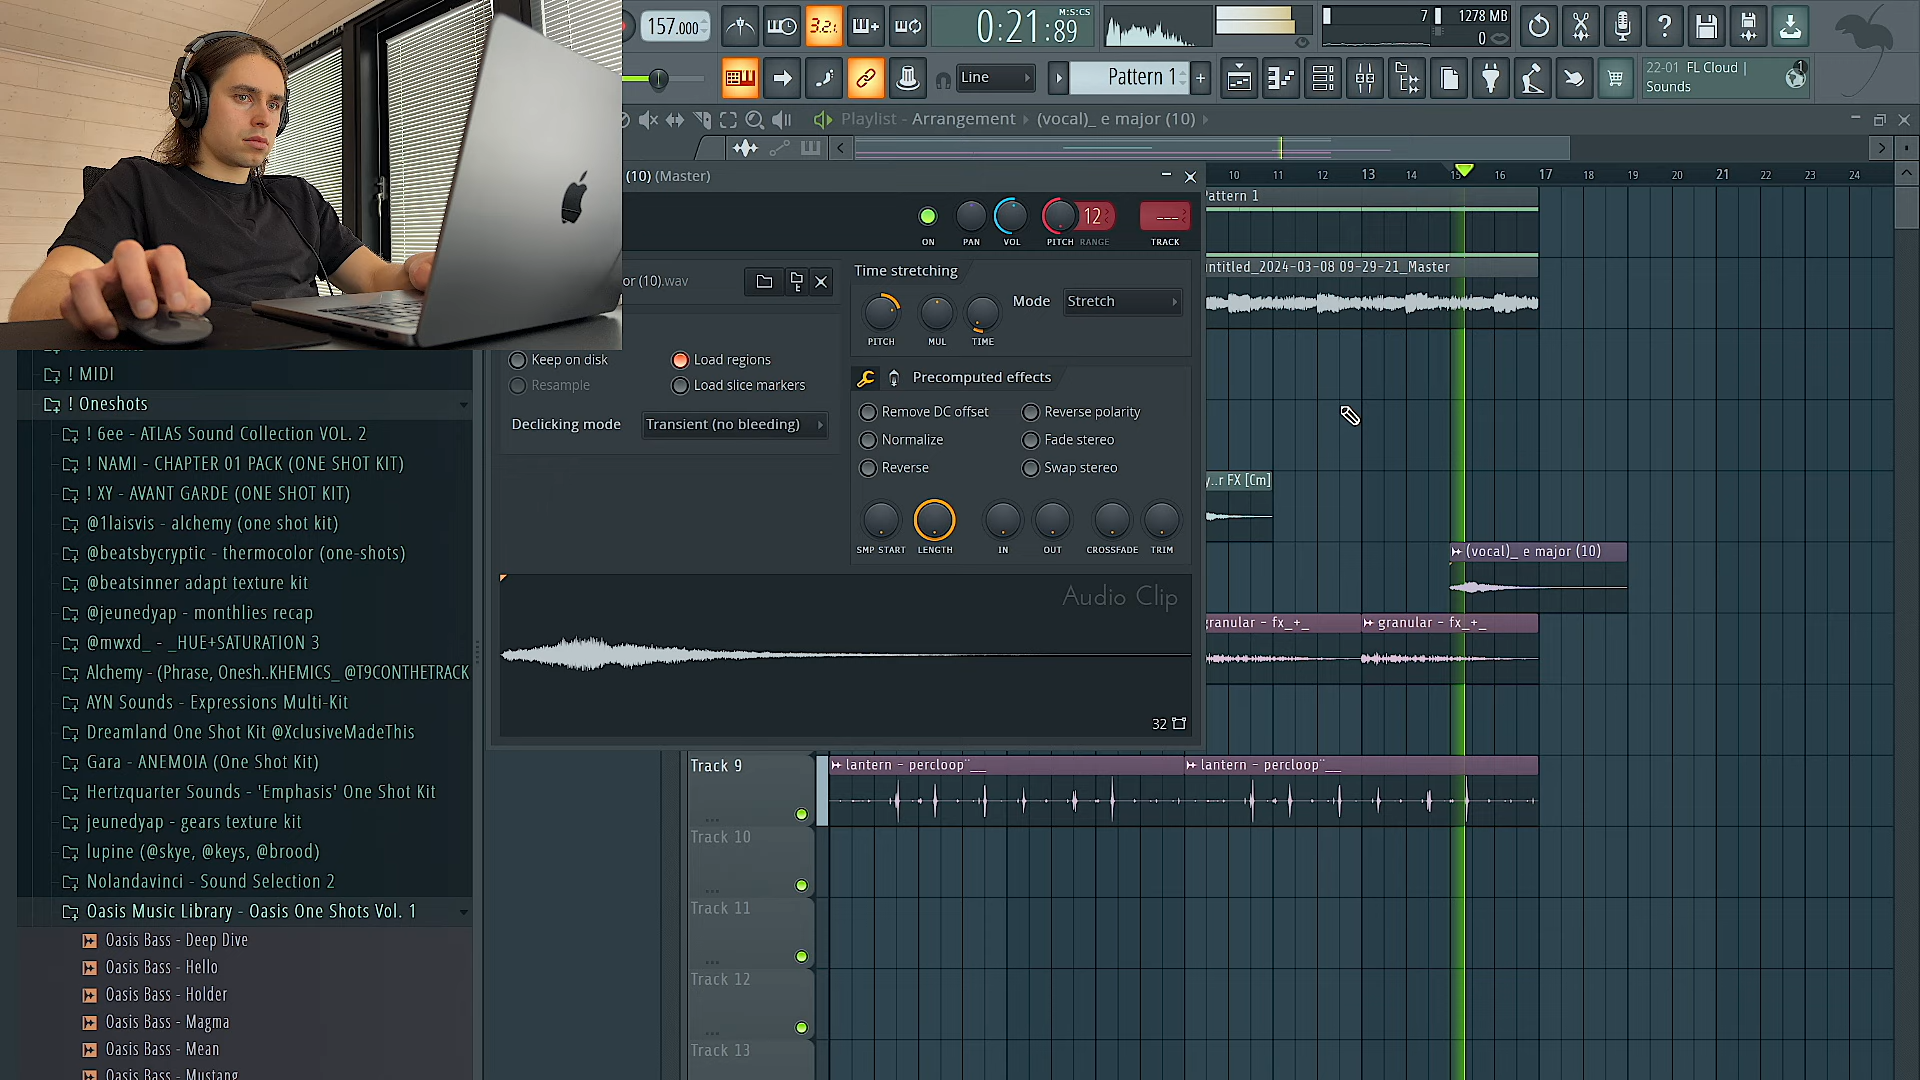 157.000
3.2.
0:21:89
M:S:CS
7
1278 MB
0
Line
Pattern 1
22-01 FL Cloud |
Sounds
1
Playlist - Arrangement › (vocal)_ e major (10) ›
(10) (Master)
10
11
12
13
14
15
16
17
18
19
20
21
22
23
24
ON
PAN
VOL
PITCH
12
RANGE
---
TRACK
or (10).wav
Time stretching
PITCH
MUL
TIME
Mode
Stretch
Keep on disk
Load regions
Resample
Load slice markers
Declicking mode
Transient (no bleeding)
Precomputed effects
Remove DC offset
Reverse polarity
Normalize
Fade stereo
Reverse
Swap stereo
SMP START
LENGTH
IN
OUT
CROSSFADE
TRIM
Audio Clip
32
Pattern 1
untitled_2024-03-08 09-29-21_Master
y..r FX [Cm]
(vocal)_ e major (10)
granular - fx_+_
granular - fx_+_
Track 9
lantern - percloop¨__
lantern - percloop¨__
Track 10
Track 11
Track 12
Track 13
! MIDI
! Oneshots
! 6ee - ATLAS Sound Collection VOL. 2
! NAMI - CHAPTER 01 PACK (ONE SHOT KIT)
! XY - AVANT GARDE (ONE SHOT KIT)
@1laisvis - alchemy (one shot kit)
@beatsbycryptic - thermocolor (one-shots)
@beatsinner adapt texture kit
@jeunedyap - monthlies recap
@mwxd_ - _HUE+SATURATION 3
Alchemy - (Phrase, Onesh..KHEMICS_ @T9CONTHETRACK
AYN Sounds - Expressions Multi-Kit
Dreamland One Shot Kit @XclusiveMadeThis
Gara - ANEMOIA (One Shot Kit)
Hertzquarter Sounds - 'Emphasis' One Shot Kit
jeunedyap - gears texture kit
lupine (@skye, @keys, @brood)
Nolandavinci - Sound Selection 2
Oasis Music Library - Oasis One Shots Vol. 1
Oasis Bass - Deep Dive
Oasis Bass - Hello
Oasis Bass - Holder
Oasis Bass - Magma
Oasis Bass - Mean
Oasis Bass - Mustang